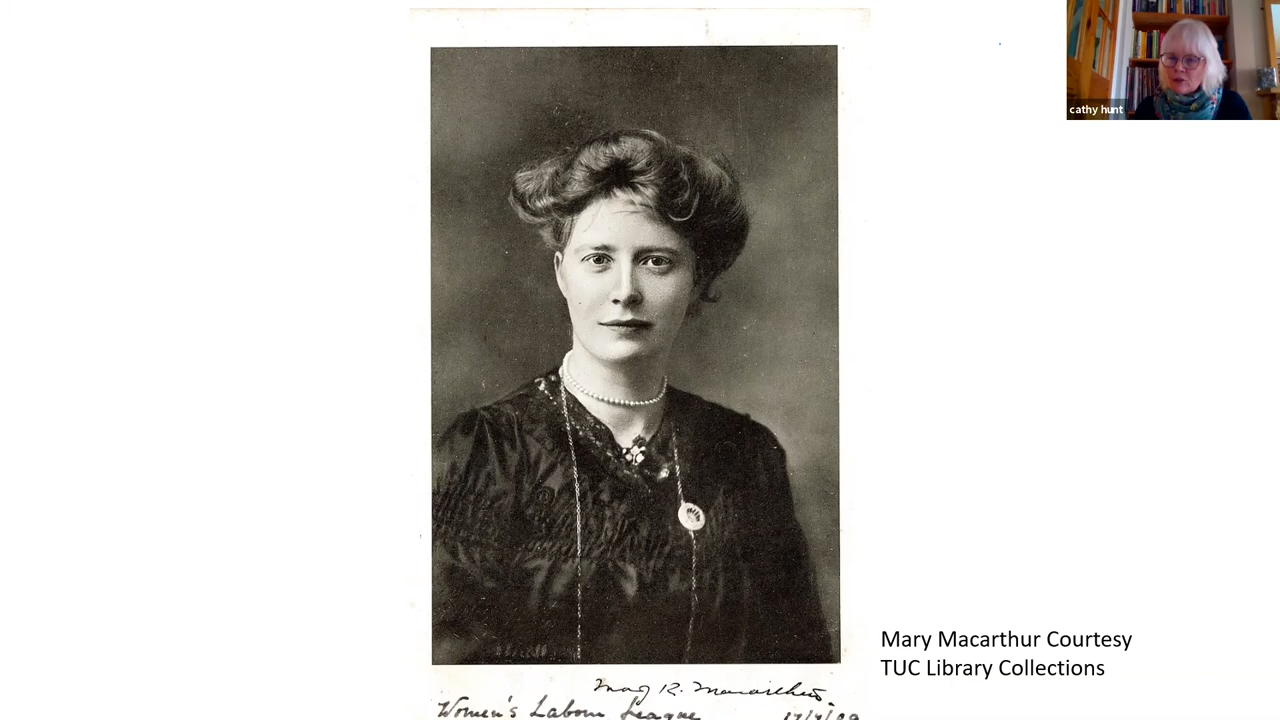 cathy hunt
Mary Macarthur Courtesy
TUC Library Collections
Mary R. Macarthur.
Women's Labour League